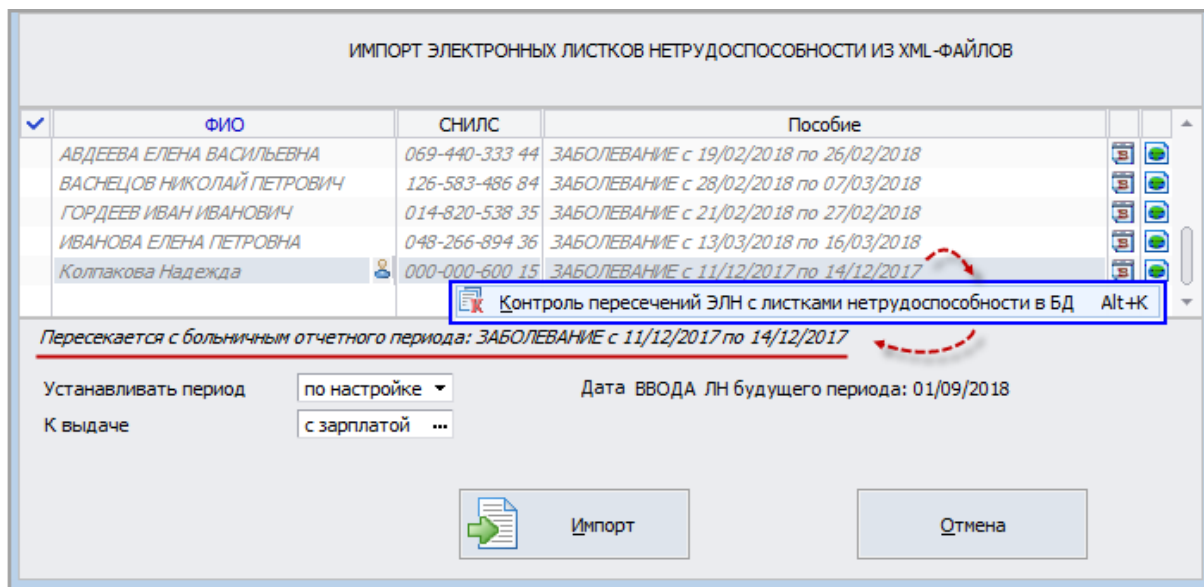 ИМПОРТ ЭЛЕКТРОННЫХ ЛИСТКОВ НЕТРУДОСПОСОБНОСТИ ИЗ XML-ФАЙЛОВ
ФИО СНИЛС Пособие
АВДЕЕВА ЕЛЕНА ВАСИЛЬЕВНА 069-440-333 44 ЗАБОЛЕВАНИЕ с 19/02/2018 по 26/02/2018
ВАСНЕЦОВ НИКОЛАЙ ПЕТРОВИЧ 126-583-486 84 ЗАБОЛЕВАНИЕ с 28/02/2018 по 07/03/2018
ГОРДЕЕВ ИВАН ИВАНОВИЧ 014-820-538 35 ЗАБОЛЕВАНИЕ с 21/02/2018 по 27/02/2018
ИВАНОВА ЕЛЕНА ПЕТРОВНА 048-266-894 36 ЗАБОЛЕВАНИЕ с 13/03/2018 по 16/03/2018
Колпакова Надежда 000-000-600 15 ЗАБОЛЕВАНИЕ с 11/12/2017 по 14/12/2017
Контроль пересечений ЭЛН с листками нетрудоспособности в БД Alt+K
Пересекается с больничным отчетного периода: ЗАБОЛЕВАНИЕ с 11/12/2017 по 14/12/2017
Устанавливать период по настройке Дата ВВОДА ЛН будущего периода: 01/09/2018
К выдаче с зарплатой ...
Импорт Отмена